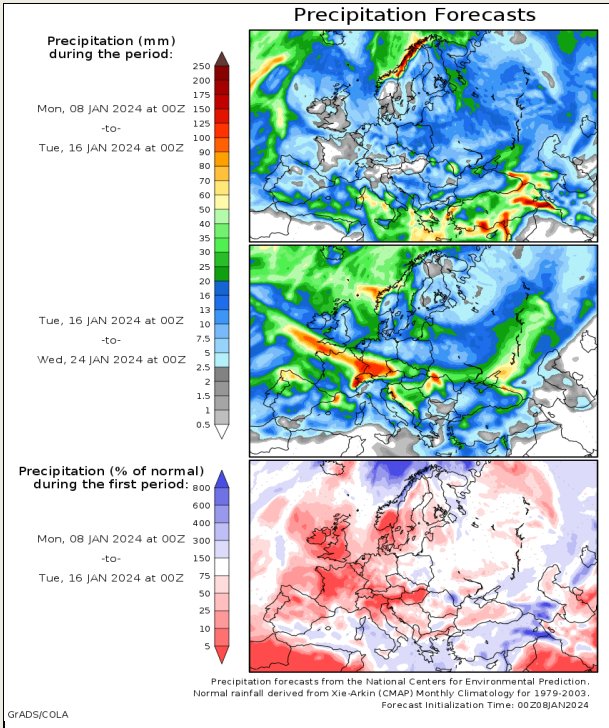 Precipitation Forecasts
Precipitation (mm)
during the period:
Mon, 08 JAN 2024 at 00Z
-to-
Tue, 16 JAN 2024 at 00Z
250
200
175
150
125
100
90
80
70
60
50
40
35
30
25
20
16
13
10
7.5
5
2.5
2
1.5
1
0.5
Tue, 16 JAN 2024 at 00Z
-to-
Wed, 24 JAN 2024 at 00Z
Precipitation (% of normal)
during the first period:
Mon, 08 JAN 2024 at 00Z
-to-
Tue, 16 JAN 2024 at 00Z
800
600
400
300
150
75
50
25
10
5
Precipitation forecasts from the National Centers for Environmental Prediction.
Normal rainfall derived from Xie-Arkin (CMAP) Monthly Climatology for 1979-2003.
Forecast Initialization Time: 00Z08JAN2024
GrADS/COLA